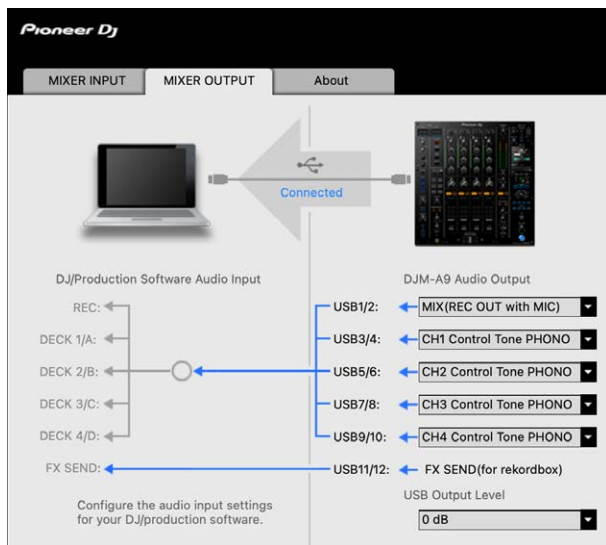 Pioneer Dj
MIXER INPUT
MIXER OUTPUT
About
Connected
DJ/Production Software Audio Input
DJM-A9 Audio Output
REC:
USB1/2:
MIX(REC OUT with MIC)
DECK 1/A:
USB3/4:
CH1 Control Tone PHONO
DECK 2/B:
USB5/6:
CH2 Control Tone PHONO
DECK 3/C:
USB7/8:
CH3 Control Tone PHONO
DECK 4/D:
USB9/10:
CH4 Control Tone PHONO
FX SEND:
USB11/12:
FX SEND(for rekordbox)
Configure the audio input settings
for your DJ/production software.
USB Output Level
0 dB